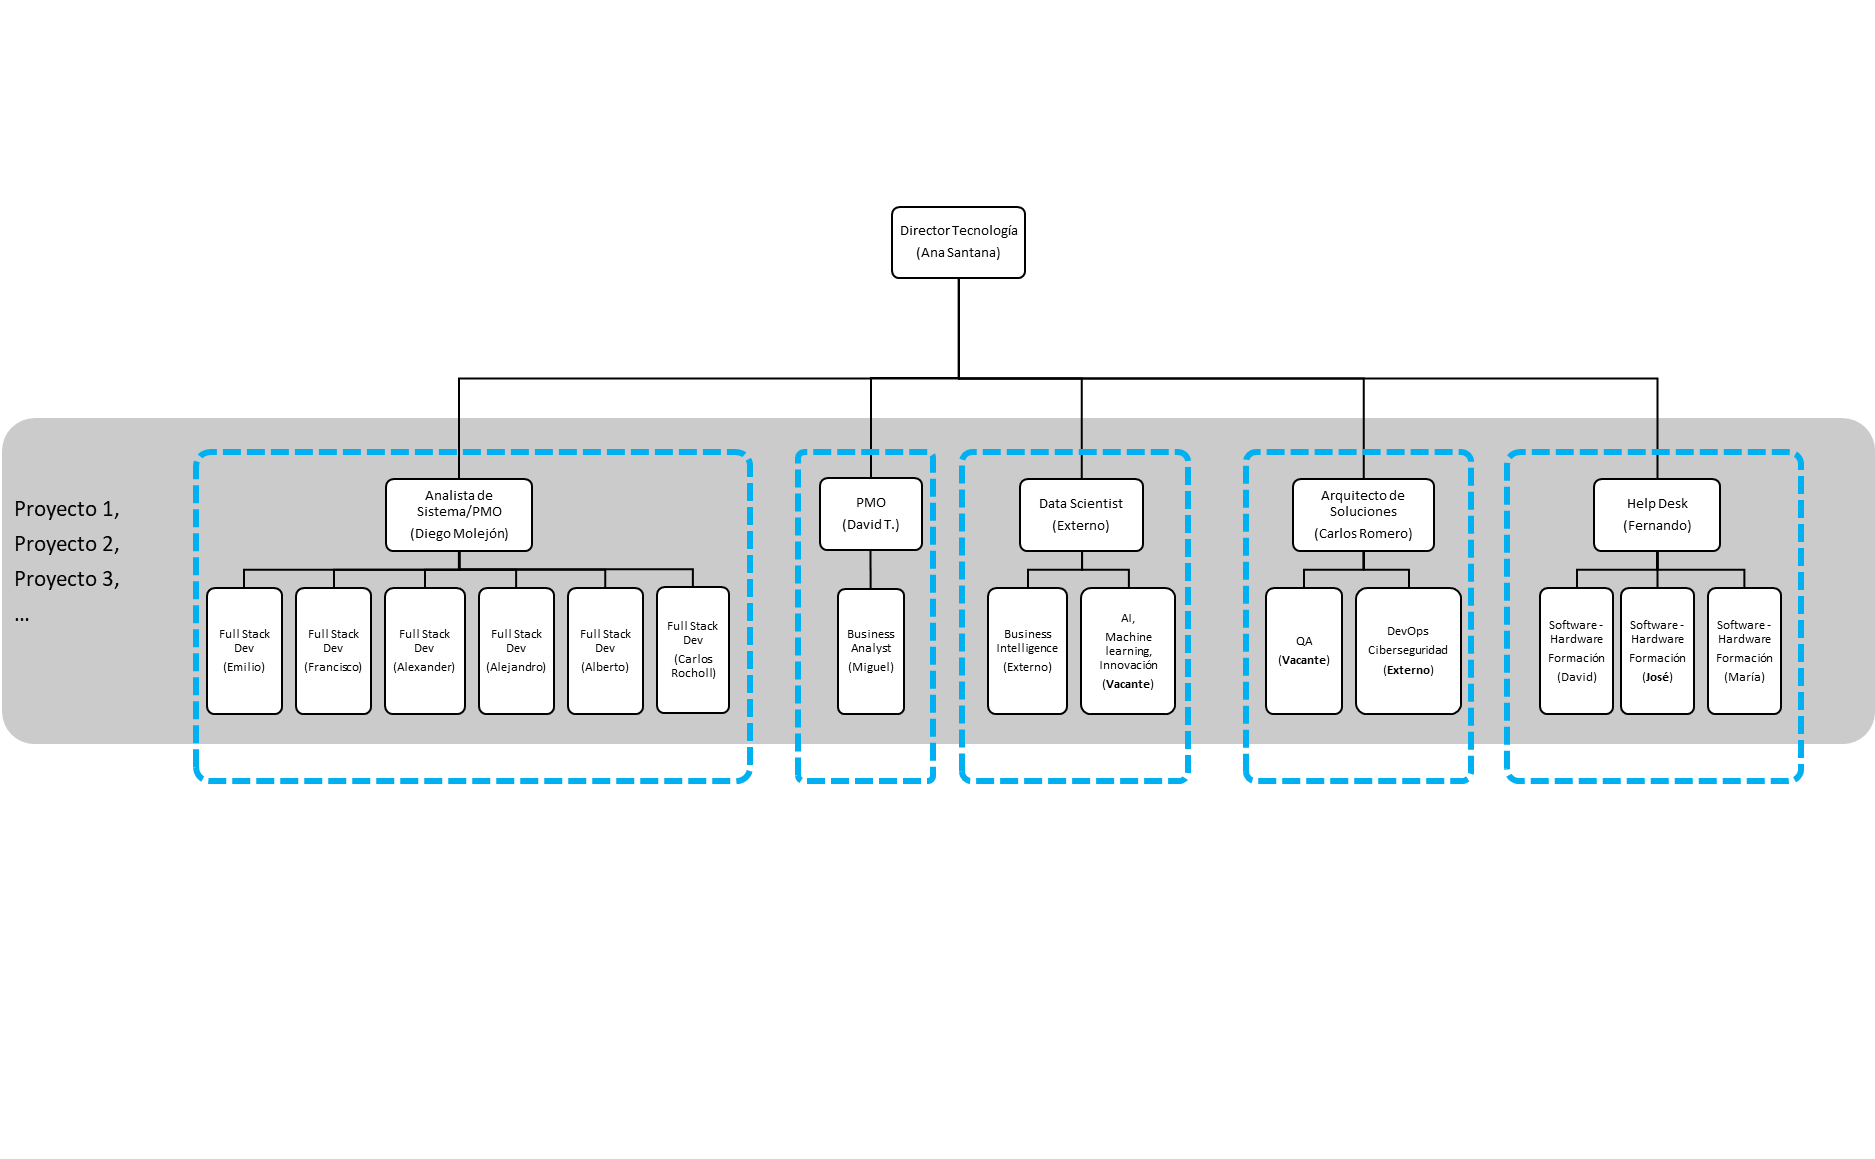 Director Tecnología
(Ana Santana)
Proyecto 1,
Proyecto 2,
Proyecto 3,
...
Analista de
Sistema/PMO
(Diego Molejón)
PMO
(David T.)
Data Scientist
(Externo)
Arquitecto de
Soluciones
(Carlos Romero)
Help Desk
(Fernando)
Full Stack
Dev
(Emilio)
Full Stack
Dev
(Francisco)
Full Stack
Dev
(Alexander)
Full Stack
Dev
(Alejandro)
Full Stack
Dev
(Alberto)
Full Stack
Dev
(Carlos
Rocholl)
Business
Analyst
(Miguel)
Business
Intelligence
(Externo)
AI,
Machine
learning,
Innovación
(Vacante)
QA
(Vacante)
DevOps
Ciberseguridad
(Externo)
Software -
Hardware
Formación
(David)
Software -
Hardware
Formación
(José)
Software -
Hardware
Formación
(María)